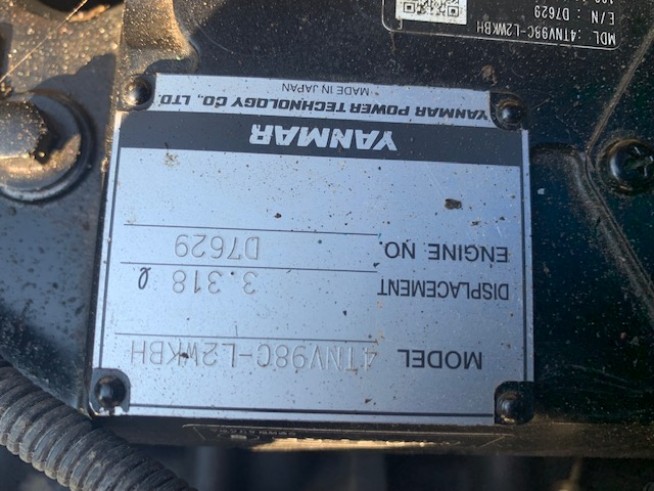 MODEL 4TNV98C-L2WKBH
DISPLACEMENT 3.318 ℓ
ENGINE NO. D7629
YANMAR
YANMAR POWER TECHNOLOGY CO., LTD.
MADE IN JAPAN
MDL : 4TNV98C-L2WKBH
E/N : D7629